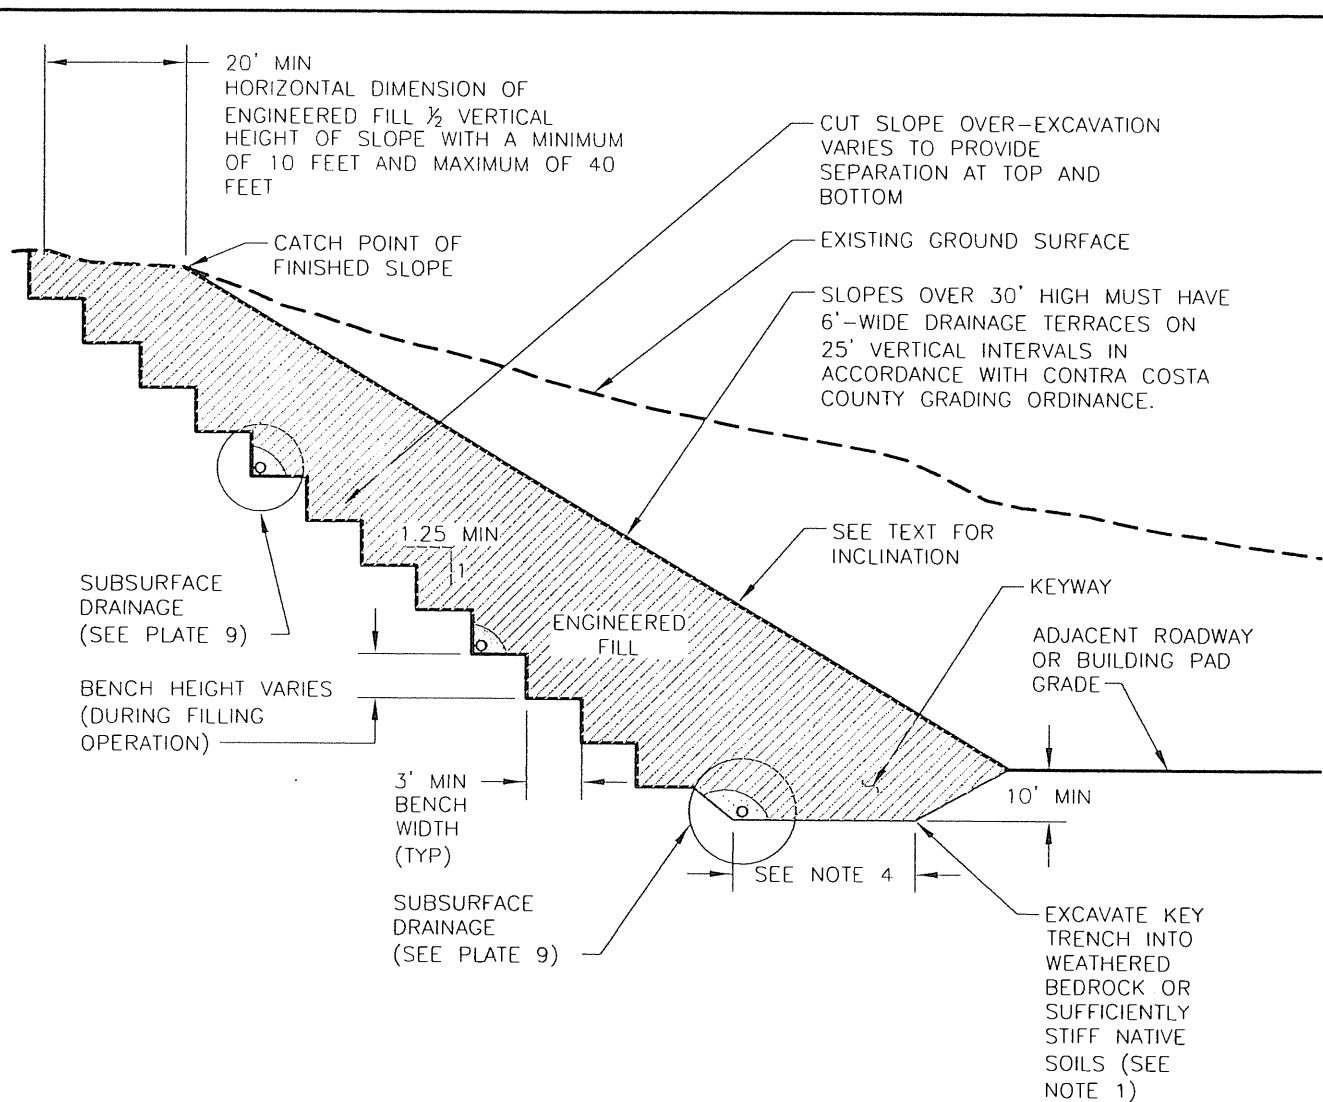 20' MIN
HORIZONTAL DIMENSION OF
ENGINEERED FILL ½ VERTICAL
HEIGHT OF SLOPE WITH A MINIMUM
OF 10 FEET AND MAXIMUM OF 40
FEET
CUT SLOPE OVER-EXCAVATION
VARIES TO PROVIDE
SEPARATION AT TOP AND
BOTTOM
CATCH POINT OF
FINISHED SLOPE
EXISTING GROUND SURFACE
SLOPES OVER 30' HIGH MUST HAVE
6'-WIDE DRAINAGE TERRACES ON
25' VERTICAL INTERVALS IN
ACCORDANCE WITH CONTRA COSTA
COUNTY GRADING ORDINANCE.
1.25 MIN
1
SEE TEXT FOR
INCLINATION
SUBSURFACE
DRAINAGE
(SEE PLATE 9)
KEYWAY
ENGINEERED
FILL
ADJACENT ROADWAY
OR BUILDING PAD
GRADE
BENCH HEIGHT VARIES
(DURING FILLING
OPERATION)
3' MIN
BENCH
WIDTH
(TYP)
10' MIN
SEE NOTE 4
SUBSURFACE
DRAINAGE
(SEE PLATE 9)
EXCAVATE KEY
TRENCH INTO
WEATHERED
BEDROCK OR
SUFFICIENTLY
STIFF NATIVE
SOILS (SEE
NOTE 1)